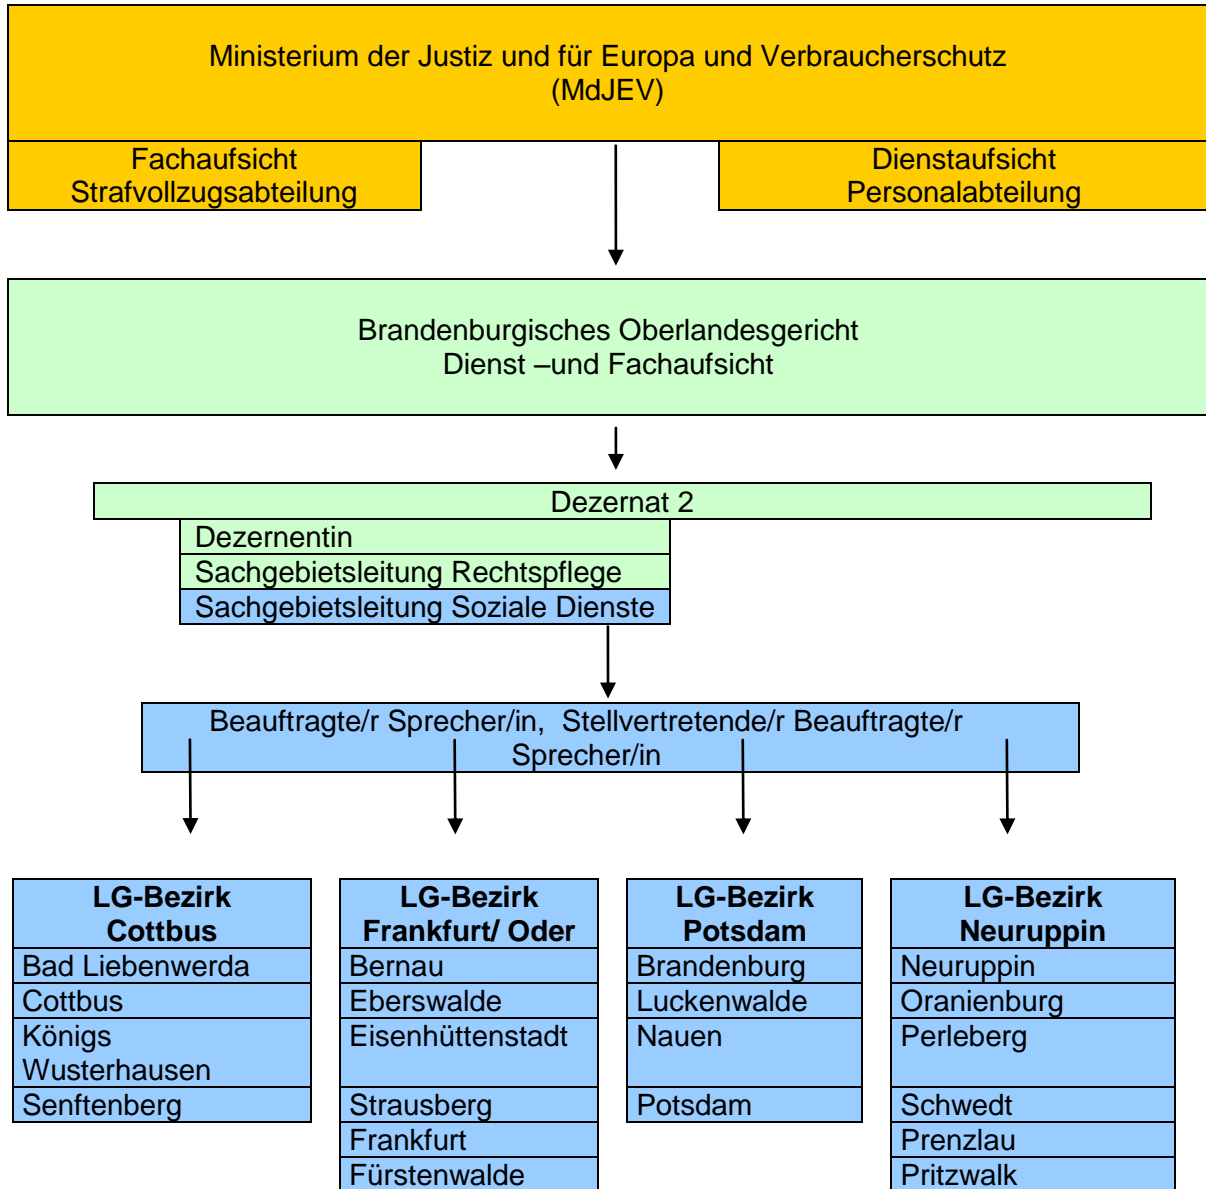 Ministerium der Justiz und für Europa und Verbraucherschutz
(MdJEV)
Fachaufsicht
Strafvollzugsabteilung
Dienstaufsicht
Personalabteilung
Brandenburgisches Oberlandesgericht
Dienst –und Fachaufsicht
Dezernat 2
Dezernentin
Sachgebietsleitung Rechtspflege
Sachgebietsleitung Soziale Dienste
Beauftragte/r Sprecher/in, Stellvertretende/r Beauftragte/r
Sprecher/in
LG-Bezirk
Cottbus
Bad Liebenwerda
Cottbus
Königs
Wusterhausen
Senftenberg
LG-Bezirk
Frankfurt/ Oder
Bernau
Eberswalde
Eisenhüttenstadt
Strausberg
Frankfurt
Fürstenwalde
LG-Bezirk
Potsdam
Brandenburg
Luckenwalde
Nauen
Potsdam
LG-Bezirk
Neuruppin
Neuruppin
Oranienburg
Perleberg
Schwedt
Prenzlau
Pritzwalk